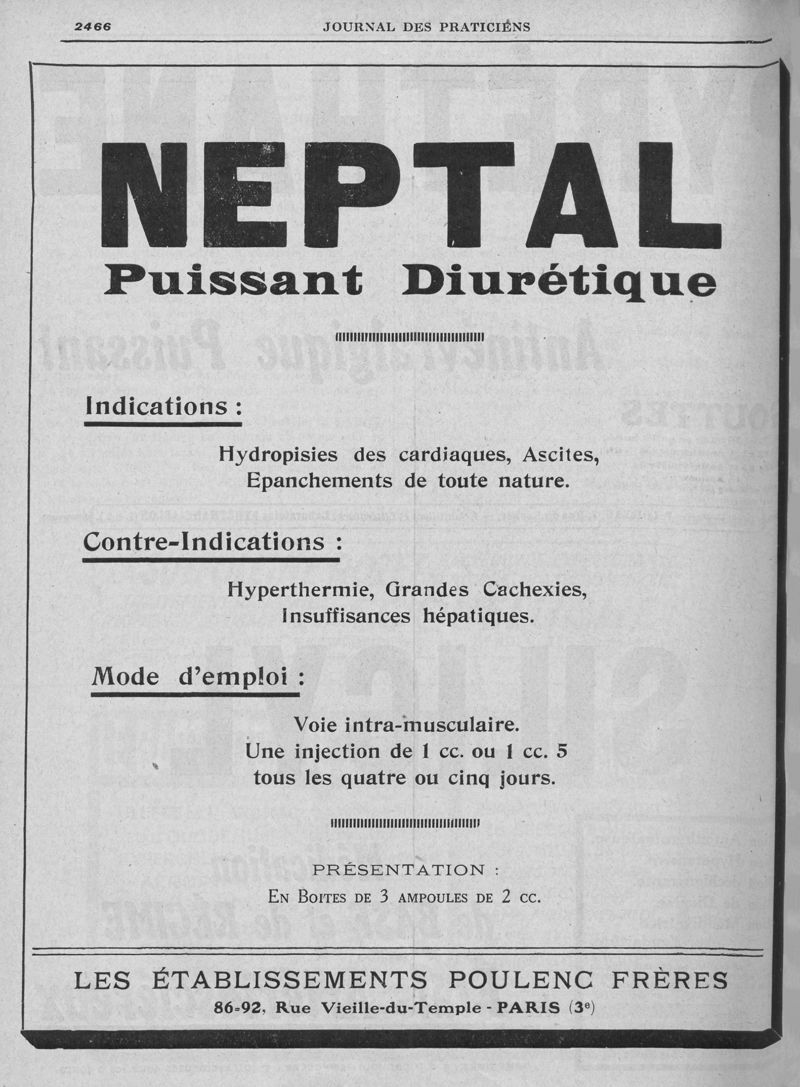 2466
JOURNAL DES PRATICIÉNS
NEPTAL
Puissant Diurétique
Indications :
Hydropisies des cardiaques, Ascites,
Epanchements de toute nature.
Contre-Indications :
Hyperthermie, Grandes Cachexies,
Insuffisances hépatiques.
Mode d'emploi :
Voie intra-musculaire.
Une injection de 1 cc. ou 1 cc. 5
tous les quatre ou cinq jours.
PRÉSENTATION :
EN BOITES DE 3 AMPOULES DE 2 CC.
LES ÉTABLISSEMENTS POULENC FRÈRES
86-92, Rue Vieille-du-Temple - PARIS (3e)